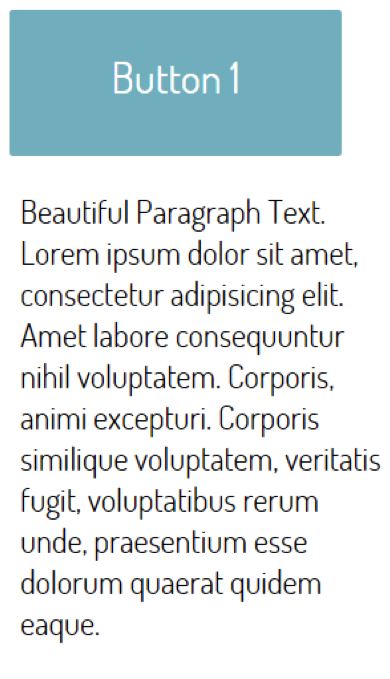 Button 1
Beautiful Paragraph Text.
Lorem ipsum dolor sit amet,
consectetur adipisicing elit.
Amet labore consequuntur
nihil voluptatem. Corporis,
animi excepturi. Corporis
similique voluptatem, veritatis
fugit, voluptatibus rerum
unde, praesentium esse
dolorum quaerat quidem
eaque.